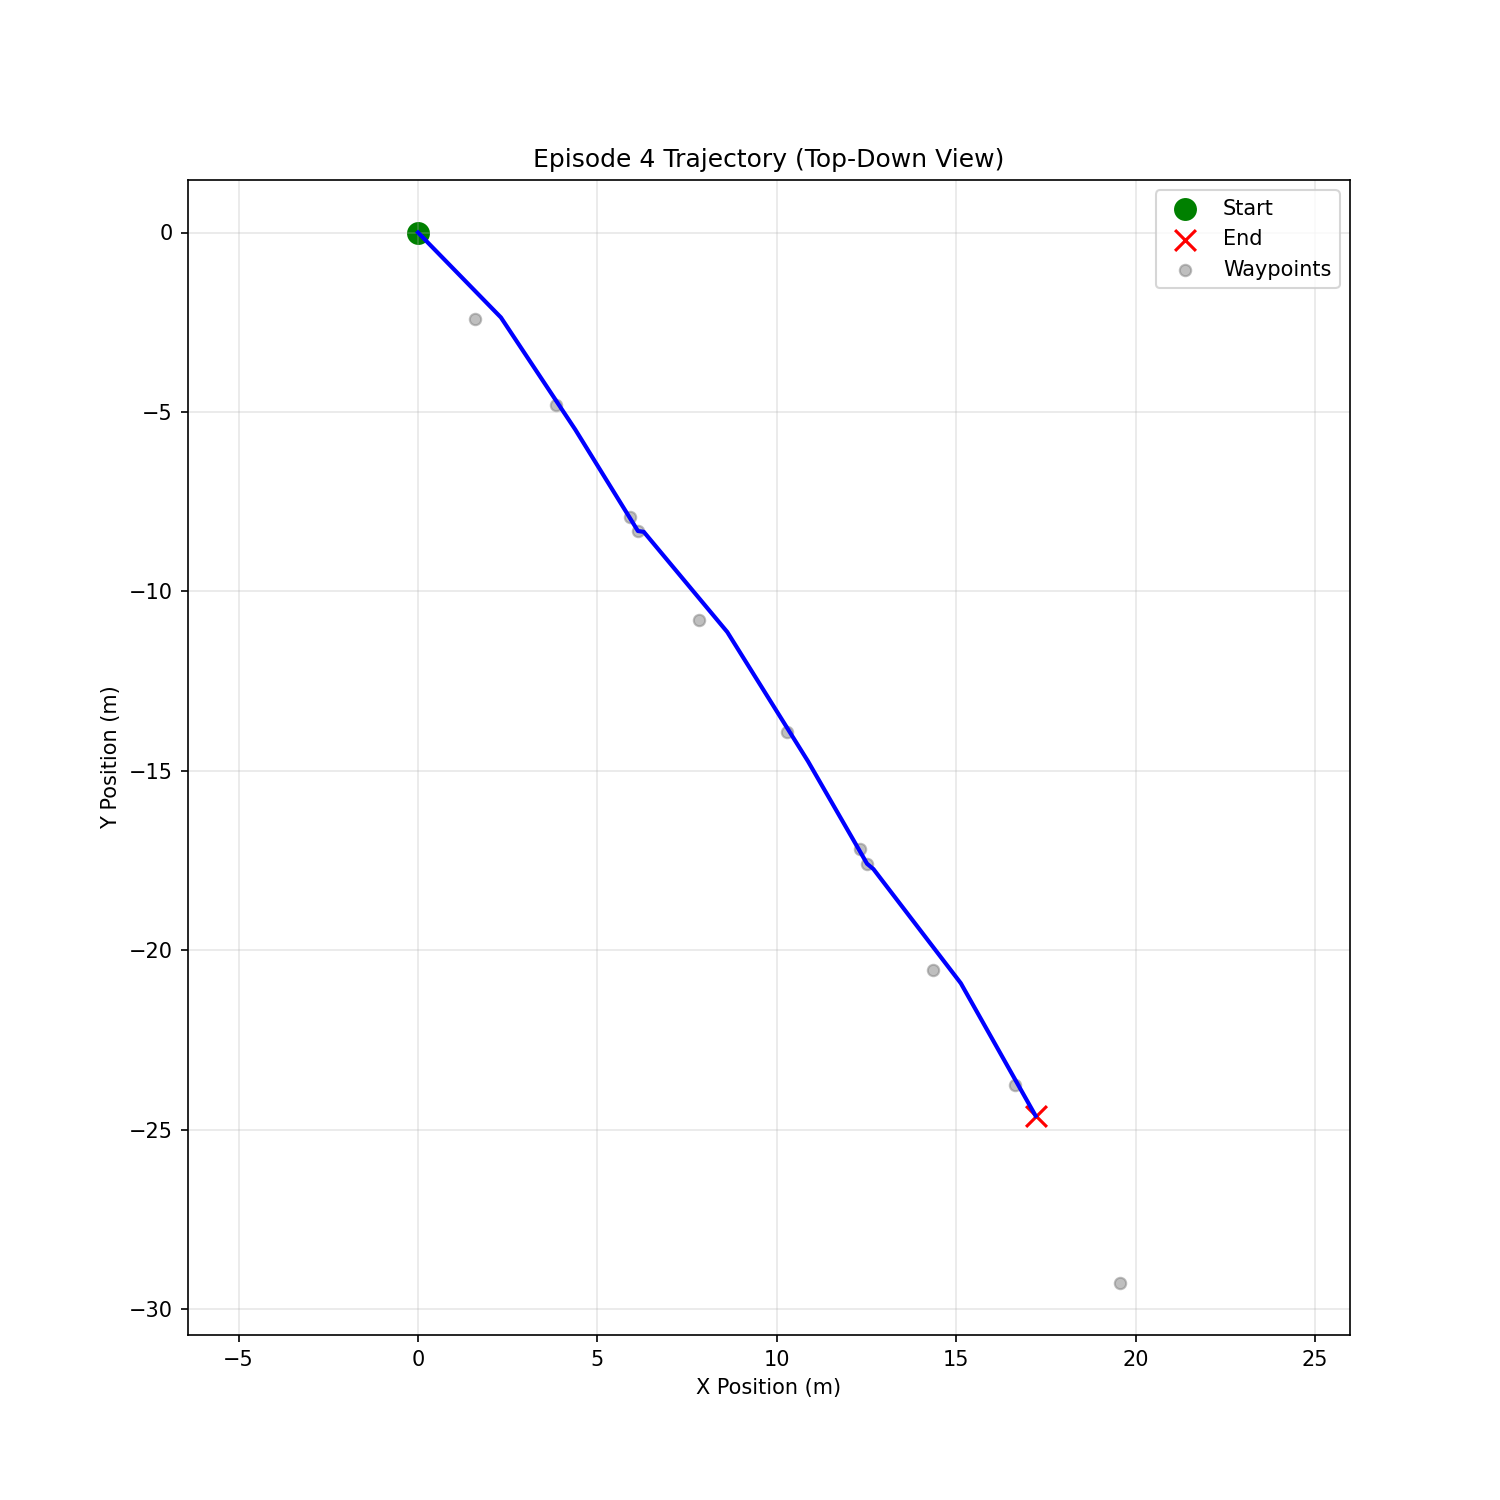 Episode 4 Trajectory (Top-Down View)
Start
End
Waypoints
0
−5
−10
−15
−20
−25
−30
Y Position (m)
−5
0
5
10
15
20
25
X Position (m)